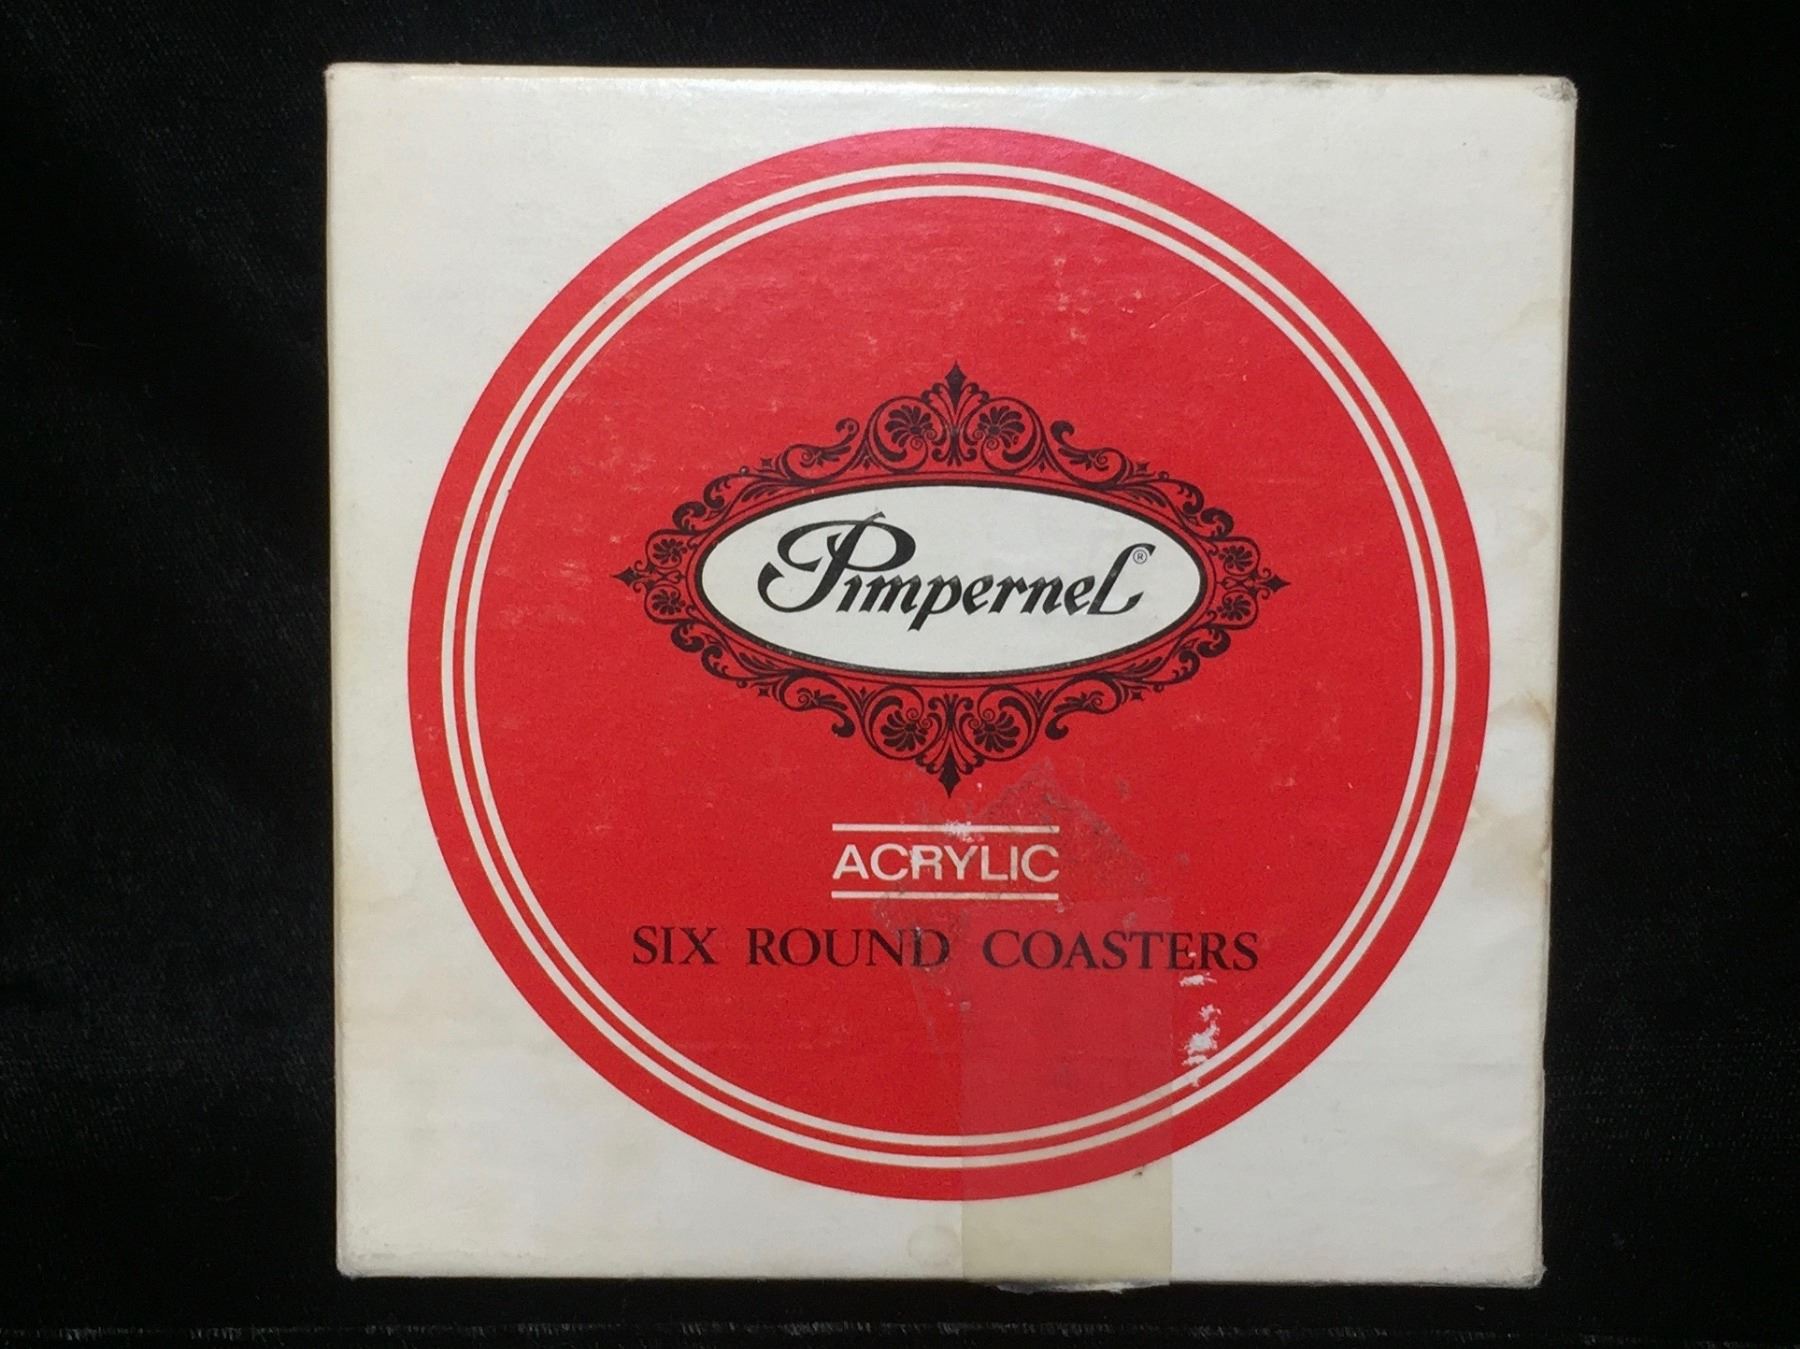 Pimpernel®
ACRYLIC
SIX ROUND COASTERS